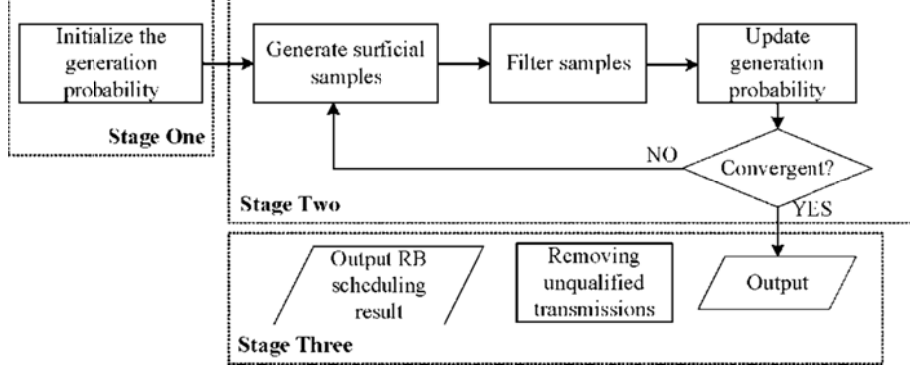 Initialize the
generation
probability
Stage One
Generate surficial
samples
Filter samples
Update
generation
probability
Convergent?
NO
YES
Stage Two
Output RB
scheduling
result
Removing
unqualified
transmissions
Output
Stage Three